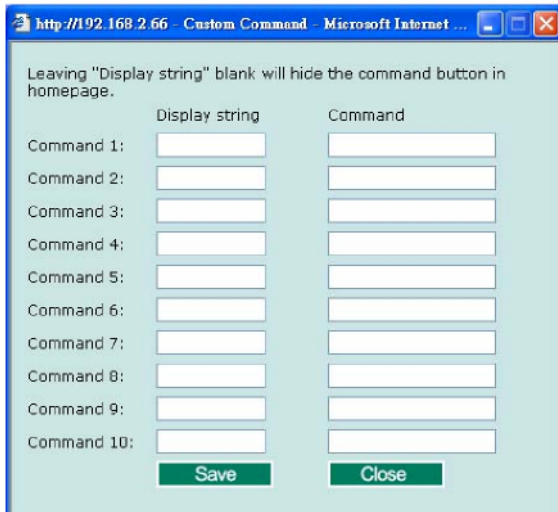 http://192.168.2.66 - Custom Command - Microsoft Internet ...
Leaving "Display string" blank will hide the command button in
homepage.
Display string Command
Command 1:
Command 2:
Command 3:
Command 4:
Command 5:
Command 6:
Command 7:
Command 8:
Command 9:
Command 10:
Save Close